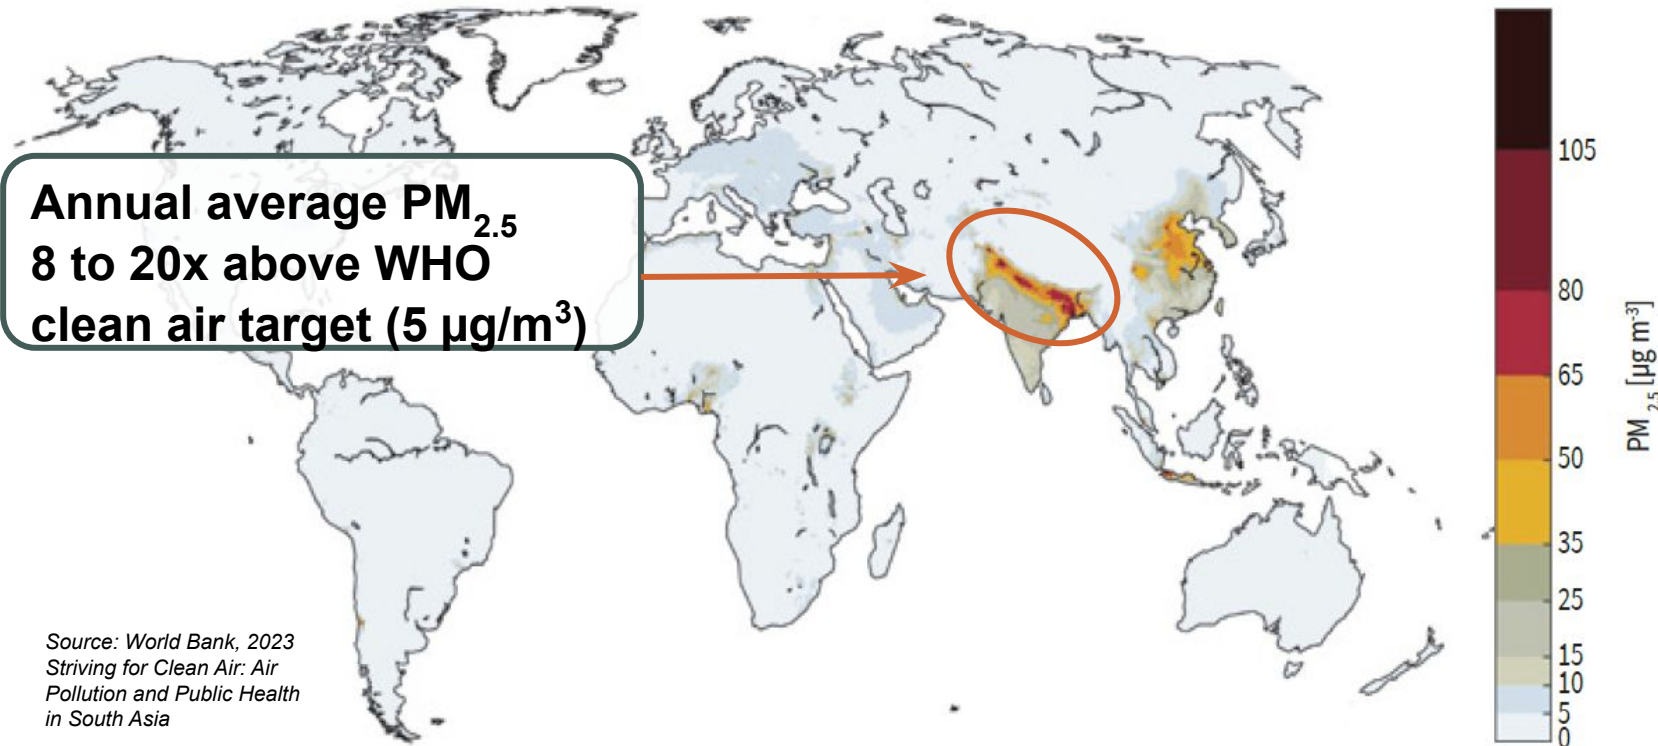 Annual average PM2.5
8 to 20x above WHO
clean air target (5 µg/m³)
Source: World Bank, 2023
Striving for Clean Air: Air
Pollution and Public Health
in South Asia
105
80
65
50
35
25
15
10
5
0
PM 2.5 [µg m-3]